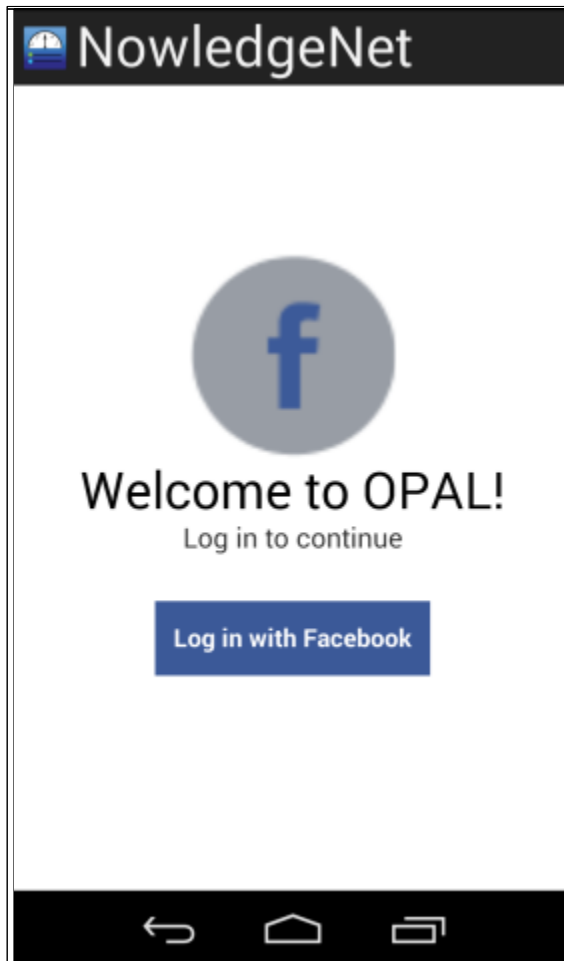 NowledgeNet
f
Welcome to OPAL!
Log in to continue
Log in with Facebook